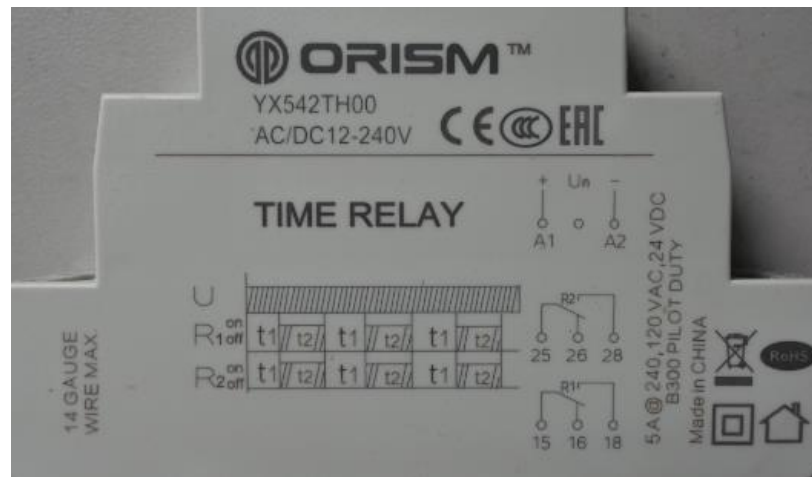 ORISM™
YX542TH00
AC/DC12-240V CE CCC EAC
TIME RELAY
+ Un -
A1 A2
U
R1 on off t1 t2 t1 t2 t1 t2
R2 on off t1 t2 t1 t2 t1 t2
R2
25 26 28
R1
15 16 18
14 GAUGE
WIRE MAX.
5A @ 240,120 VAC,24 VDC
B300 PILOT DUTY
Made in CHINA
RoHS